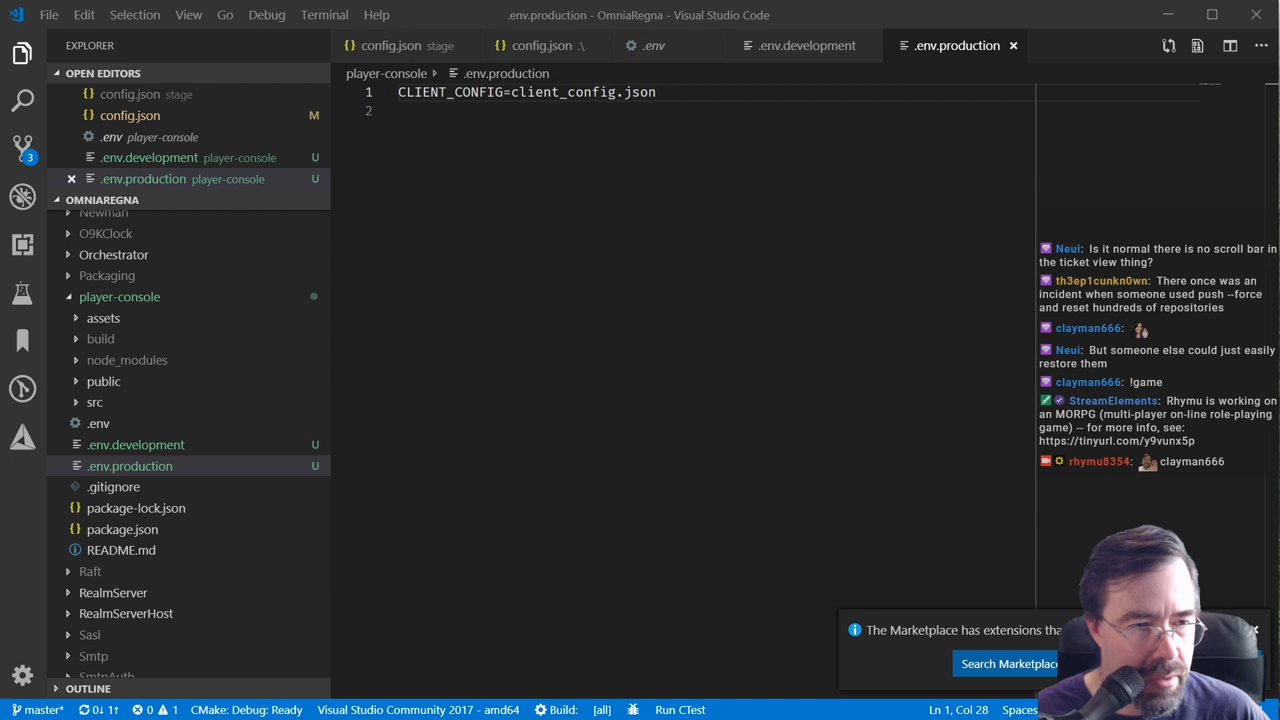 File Edit Selection View Go Debug Terminal Help
.env.production - OmniaRegna - Visual Studio Code
EXPLORER
config.json stage
config.json .\
.env
.env.development
.env.production
OPEN EDITORS
config.json stage
config.json M
.env player-console
.env.development player-console U
.env.production player-console U
OMNIAREGNA
Newman
O9KClock
Orchestrator
Packaging
player-console
assets
build
node_modules
public
src
.env
.env.development U
.env.production U
.gitignore
package-lock.json
package.json
README.md
Raft
RealmServer
RealmServerHost
Sasl
Smtp
SmtpAuth
OUTLINE
3
player-console .env.production
1 CLIENT_CONFIG=client_config.json
2
Neui: Is it normal there is no scroll bar in
the ticket view thing?
th3ep1cunkn0wn: There once was an
incident when someone used push --force
and reset hundreds of repositories
clayman666:
Neui: But someone else could just easily
restore them
clayman666: !game
StreamElements: Rhymu is working on
an MORPG (multi-player on-line role-playing
game) -- for more info, see:
https://tinyurl.com/y9vunx5p
rhymu8354: clayman666
The Marketplace has extensions tha
Search Marketplace
master* 0↓ 1↑ 0 1 CMake: Debug: Ready Visual Studio Community 2017 - amd64 Build: [all] Run CTest Ln 1, Col 28 Spaces